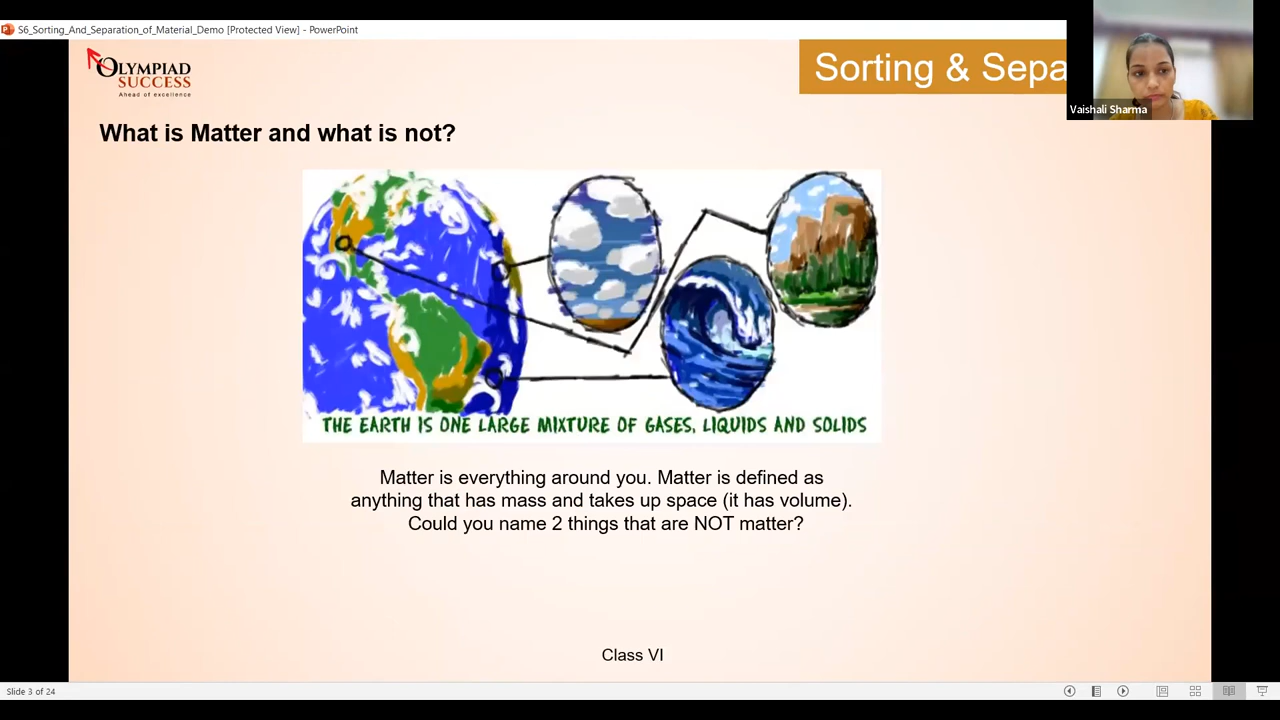 S6_Sorting_And_Separation_of_Material_Demo [Protected View] - PowerPoint
OLYMPIAD
SUCCESS
Ahead of excellence
Sorting & Sepa
Vaishali Sharma
What is Matter and what is not?
THE EARTH IS ONE LARGE MIXTURE OF GASES, LIQUIDS AND SOLIDS
Matter is everything around you. Matter is defined as
anything that has mass and takes up space (it has volume).
Could you name 2 things that are NOT matter?
Class VI
Slide 3 of 24